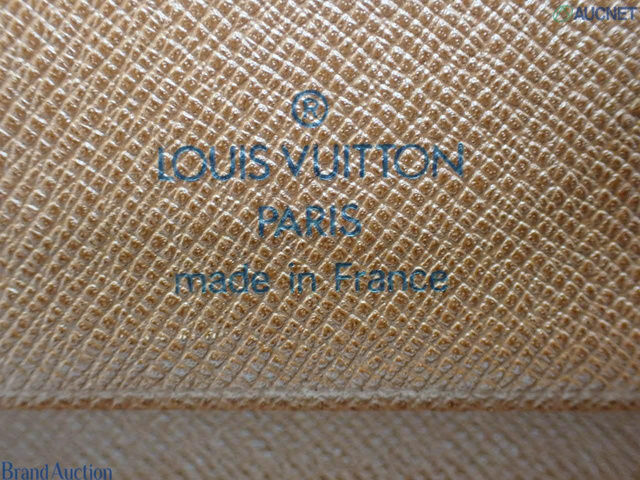 AUCNET
®
LOUIS VUITTON
PARIS
made in France
Brand Auction